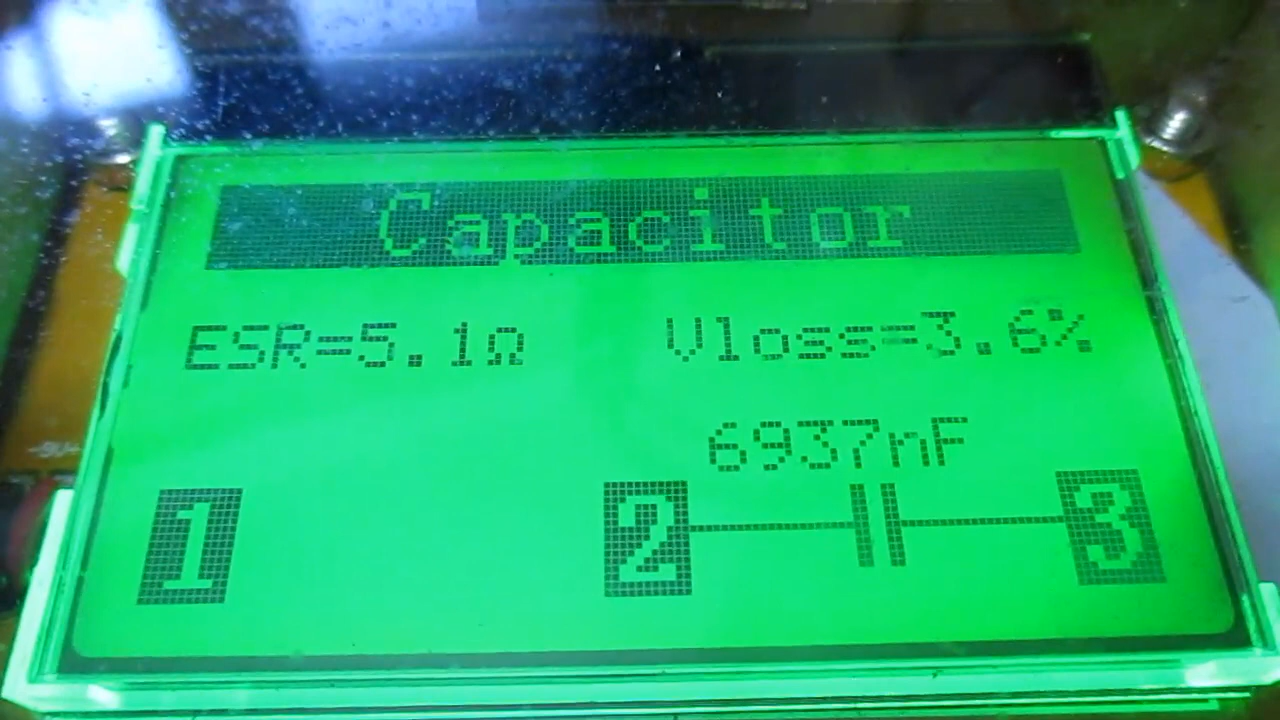 Capacitor
ESR=5.1Ω Vloss=3.6%
6937nF
1 2 3